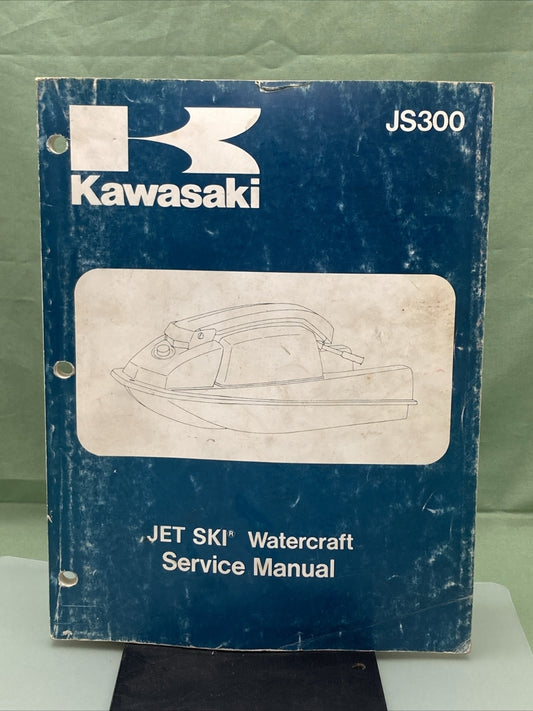 JS300
Kawasaki
JET SKI® Watercraft
Service Manual